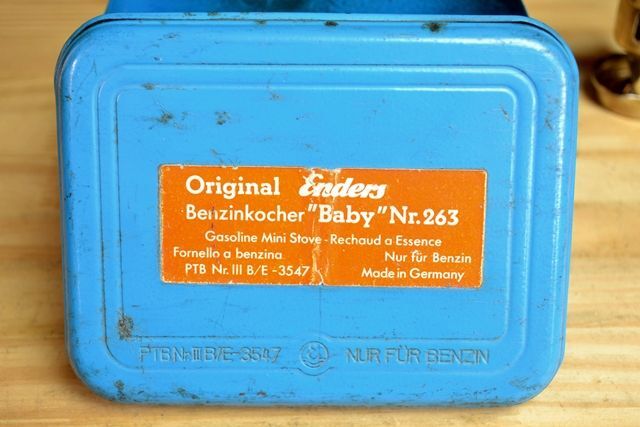 Original Enders
Benzinkocher "Baby" Nr. 263
Gasoline Mini Stove - Rechaud a Essence
Fornello a benzina Nur für Benzin
PTB Nr. III B/E -3547 Made in Germany
PTB Nr. III B/E-3547 NUR FÜR BENZIN